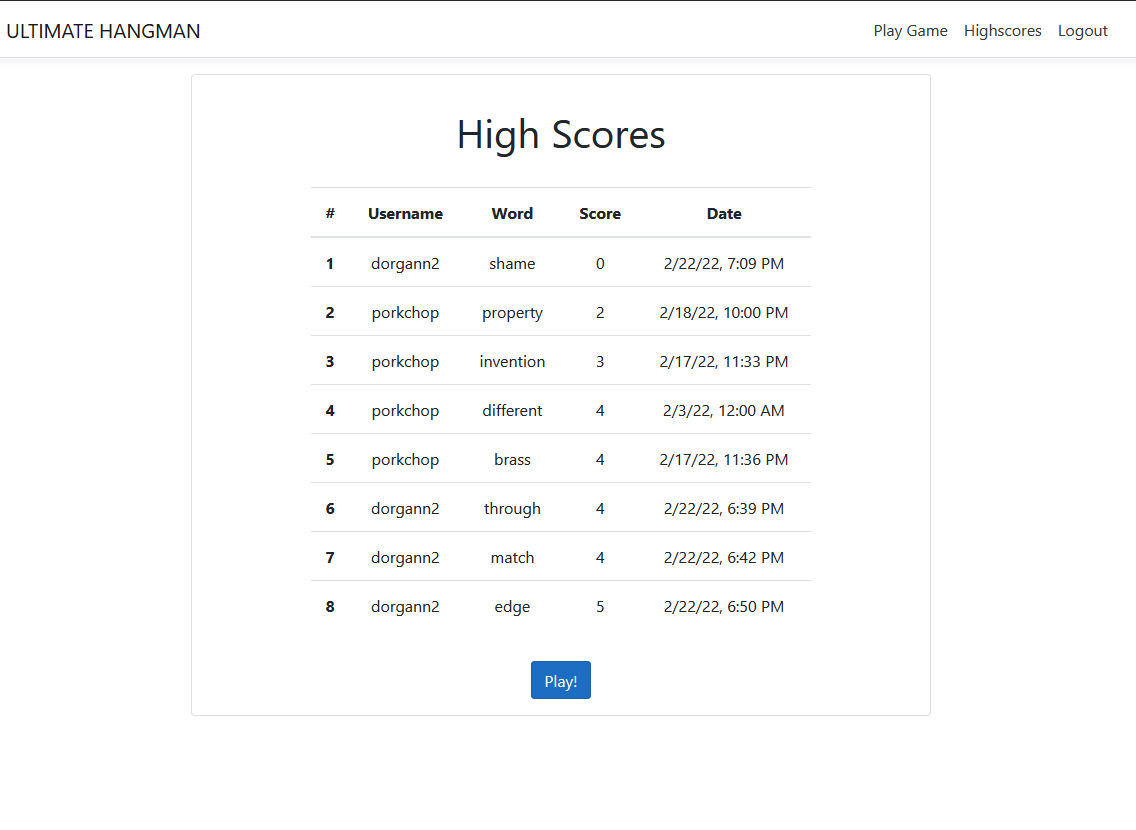 ULTIMATE HANGMAN Play Game Highscores Logout
High Scores
# Username Word Score Date
1 dorgann2 shame 0 2/22/22, 7:09 PM
2 porkchop property 2 2/18/22, 10:00 PM
3 porkchop invention 3 2/17/22, 11:33 PM
4 porkchop different 4 2/3/22, 12:00 AM
5 porkchop brass 4 2/17/22, 11:36 PM
6 dorgann2 through 4 2/22/22, 6:39 PM
7 dorgann2 match 4 2/22/22, 6:42 PM
8 dorgann2 edge 5 2/22/22, 6:50 PM
Play!